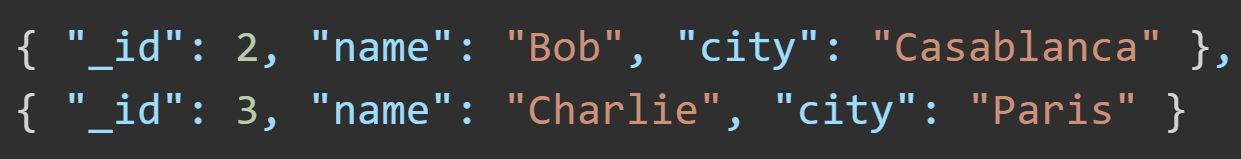 { "_id": 2, "name": "Bob", "city": "Casablanca" },
{ "_id": 3, "name": "Charlie", "city": "Paris" }